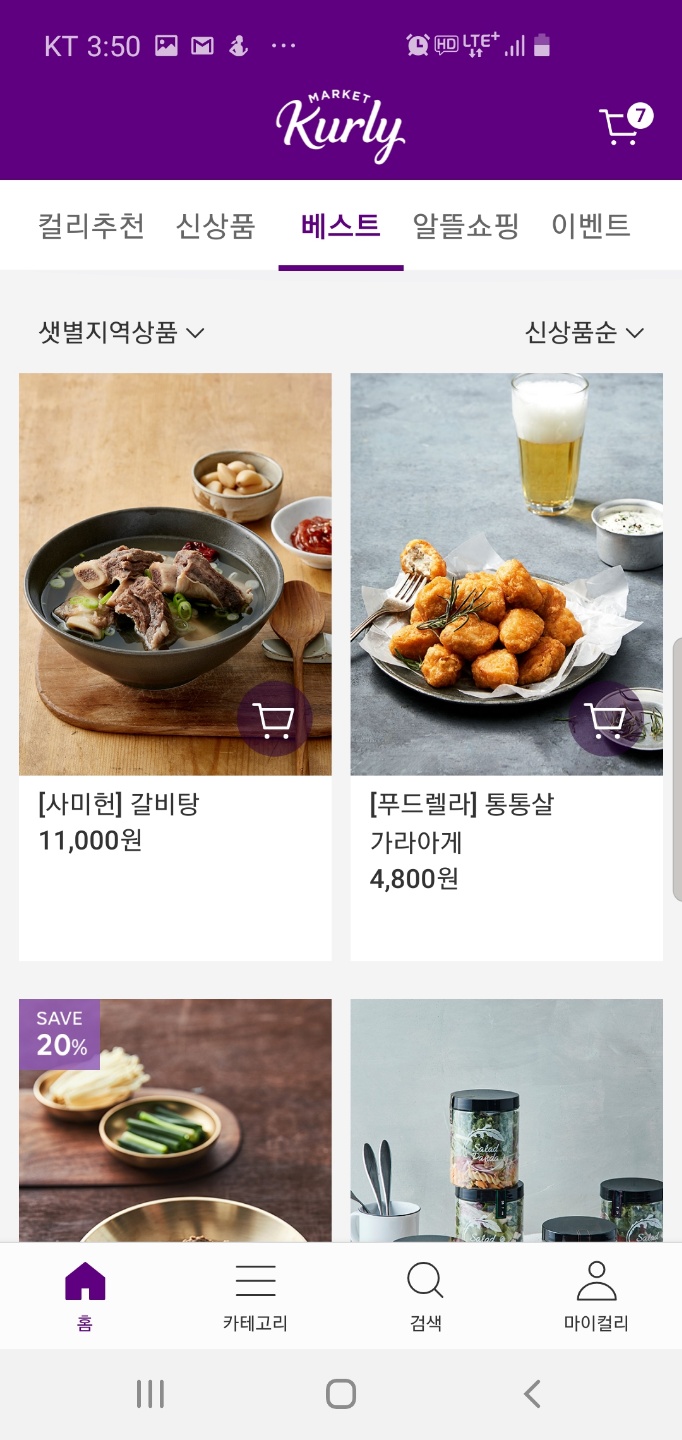 KT 3:50
HD LTE+
MARKET
Kurly
7
컬리추천 신상품 베스트 알뜰쇼핑 이벤트
샛별지역상품 신상품순
[사미헌] 갈비탕
11,000원
[푸드렐라] 통통살
가라아게
4,800원
SAVE
20%
Salad
Panda
Salad
홈 카테고리 검색 마이컬리